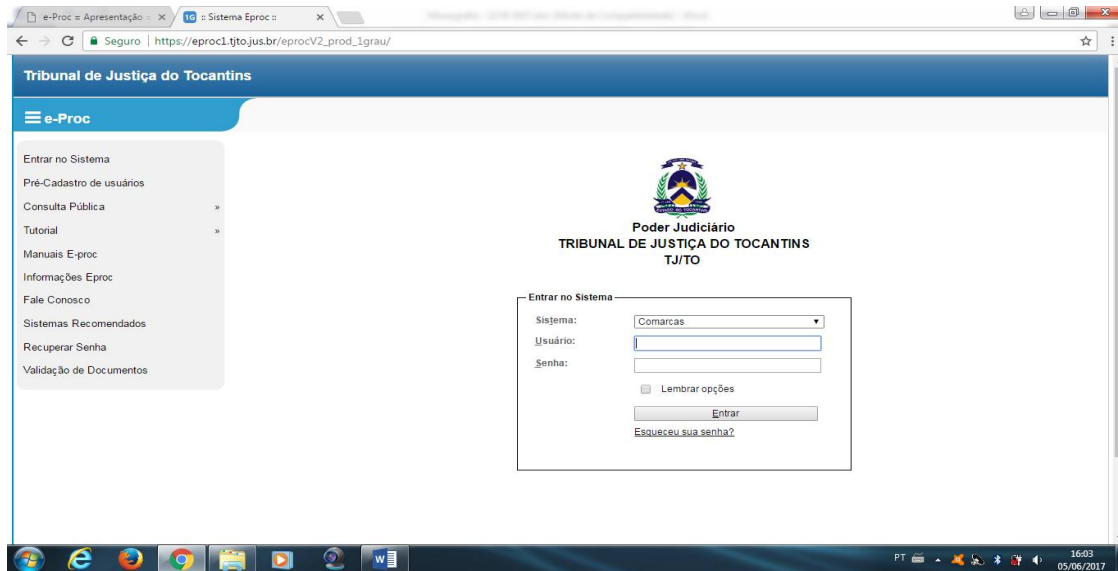 e-Proc = Apresentação =
1G :: Sistema Eproc ::
Seguro | https://eproc1.tjto.jus.br/eprocV2_prod_1grau/
Tribunal de Justiça do Tocantins
e-Proc
Entrar no Sistema
Pré-Cadastro de usuários
Consulta Pública »
Tutorial »
Manuais E-proc
Informações Eproc
Fale Conosco
Sistemas Recomendados
Recuperar Senha
Validação de Documentos
Poder Judiciário
TRIBUNAL DE JUSTIÇA DO TOCANTINS
TJ/TO
Entrar no Sistema
Sistema: Comarcas
Usuário:
Senha:
Lembrar opções
Entrar
Esqueceu sua senha?
PT
16:03
05/06/2017